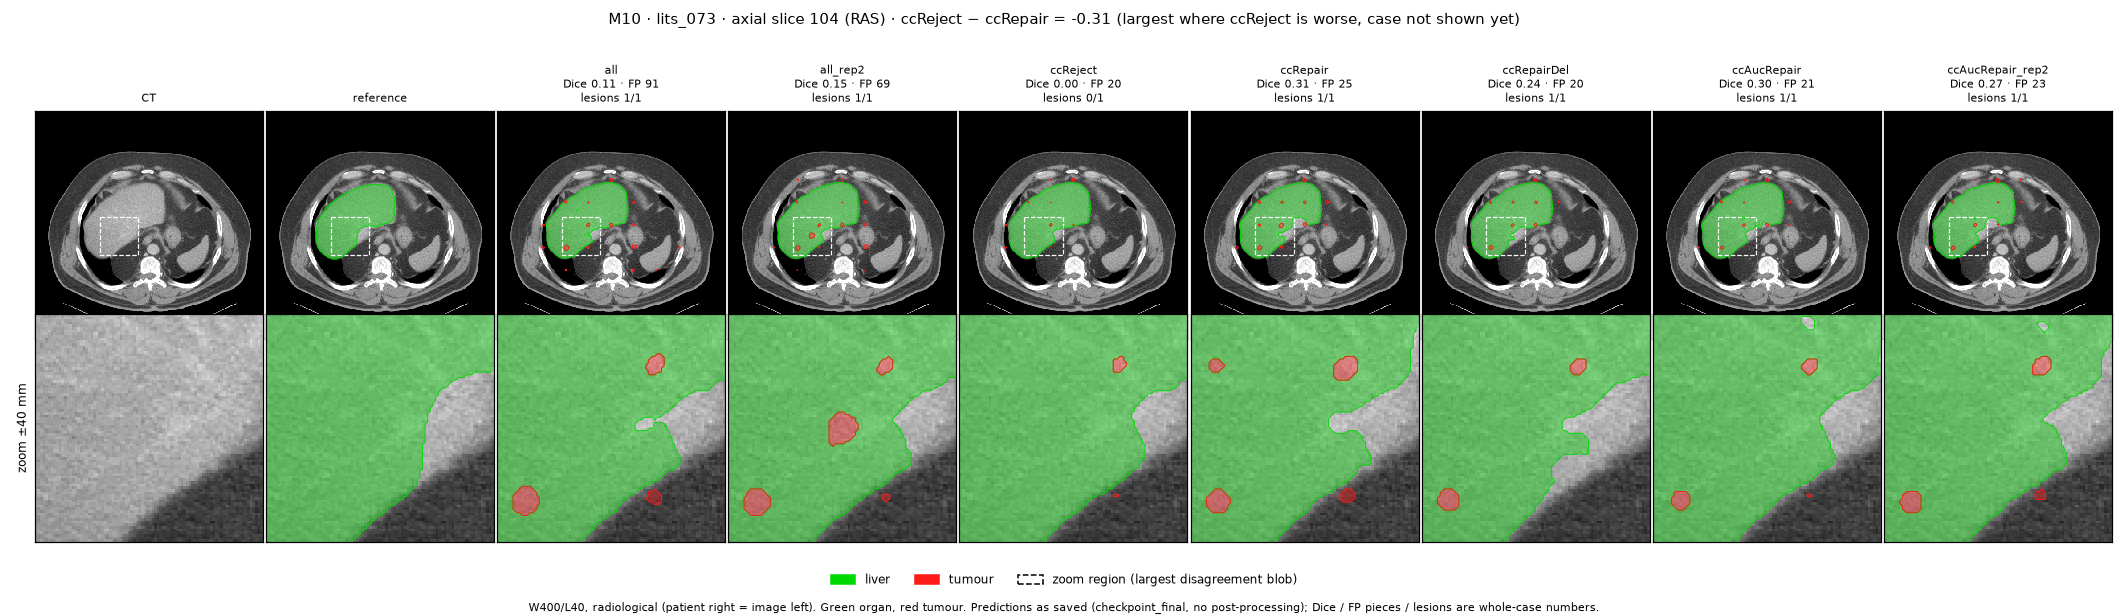 M10 · lits_073 · axial slice 104 (RAS) · ccReject − ccRepair = -0.31 (largest where ccReject is worse, case not shown yet)
CT
reference
all
Dice 0.11 · FP 91
lesions 1/1
all_rep2
Dice 0.15 · FP 69
lesions 1/1
ccReject
Dice 0.00 · FP 20
lesions 0/1
ccRepair
Dice 0.31 · FP 25
lesions 1/1
ccRepairDel
Dice 0.24 · FP 20
lesions 1/1
ccAucRepair
Dice 0.30 · FP 21
lesions 1/1
ccAucRepair_rep2
Dice 0.27 · FP 23
lesions 1/1
zoom ±40 mm
liver
tumour
zoom region (largest disagreement blob)
W400/L40, radiological (patient right = image left). Green organ, red tumour. Predictions as saved (checkpoint_final, no post-processing); Dice / FP pieces / lesions are whole-case numbers.